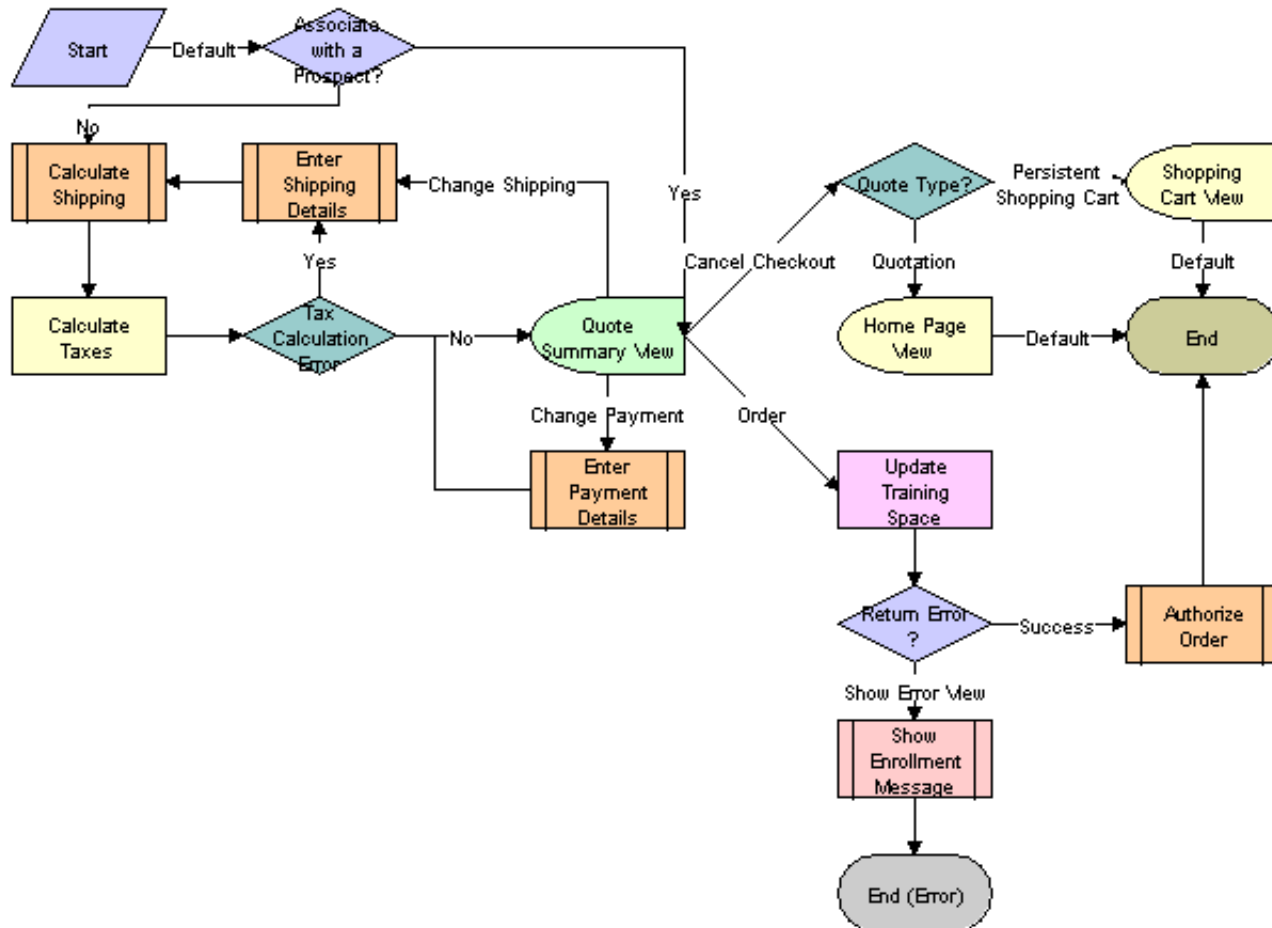 Start
Default
Associate
with a
Prospect?
No
Yes
Calculate
Shipping
Enter
Shipping
Details
Change Shipping
Quote Type?
Persistent
Shopping Cart
Shopping
Cart View
Yes
Cancel Checkout
Quotation
Default
Calculate
Taxes
Tax
Calculation
Error
No
Quote
Summary View
Home Page
View
Default
End
Change Payment
Order
Enter
Payment
Details
Update
Training
Space
Return Error
?
Success
Authorize
Order
Show Error View
Show
Enrollment
Message
End (Error)